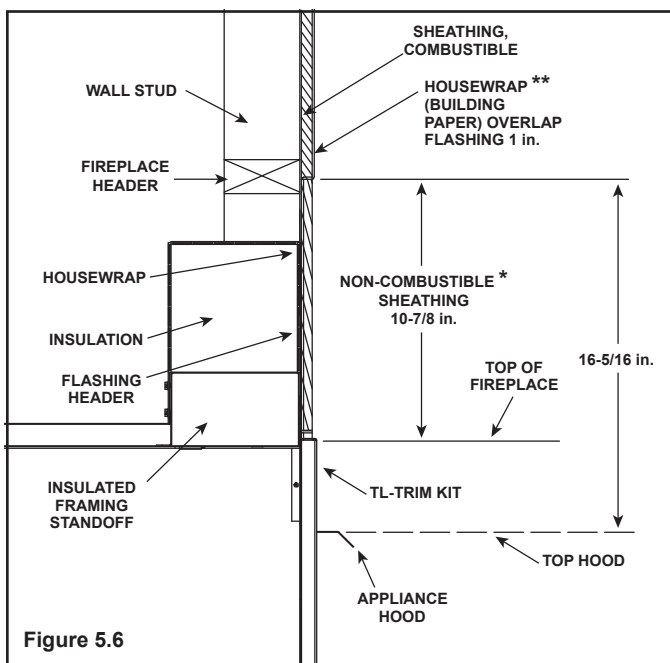 SHEATHING,
COMBUSTIBLE
WALL STUD
HOUSEWRAP **
(BUILDING
PAPER) OVERLAP
FLASHING 1 in.
FIREPLACE
HEADER
HOUSEWRAP
NON-COMBUSTIBLE *
SHEATHING
10-7/8 in.
INSULATION
16-5/16 in.
FLASHING
HEADER
TOP OF
FIREPLACE
INSULATED
FRAMING
STANDOFF
TL-TRIM KIT
TOP HOOD
APPLIANCE
HOOD
Figure 5.6